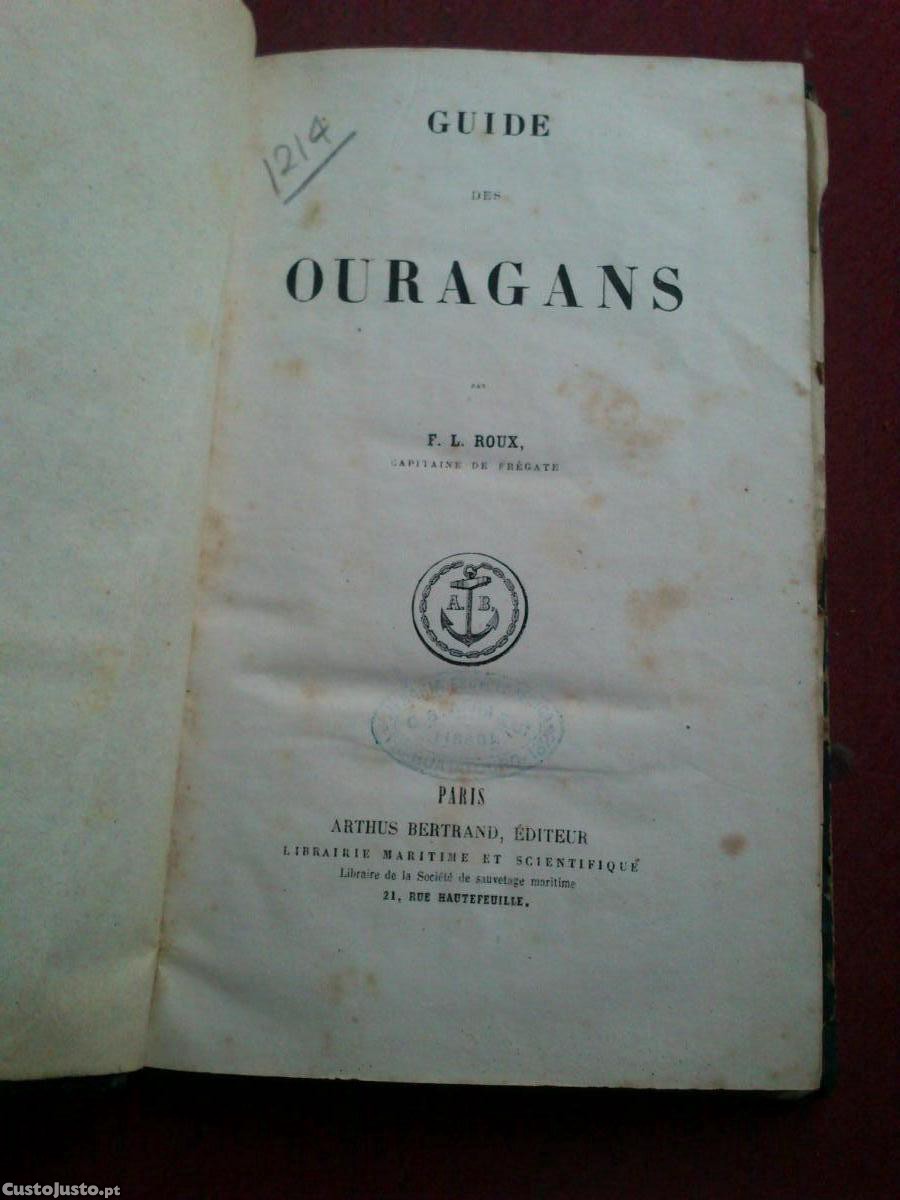 1214
GUIDE
DES
OURAGANS
PAR
F. L. ROUX,
CAPITAINE DE FRÉGATE
A. B.
PARIS
ARTHUS BERTRAND, ÉDITEUR
LIBRAIRIE MARITIME ET SCIENTIFIQUE
Libraire de la Société de sauvetage maritime
21, RUE HAUTEFEUILLE.
CustoJusto.pt